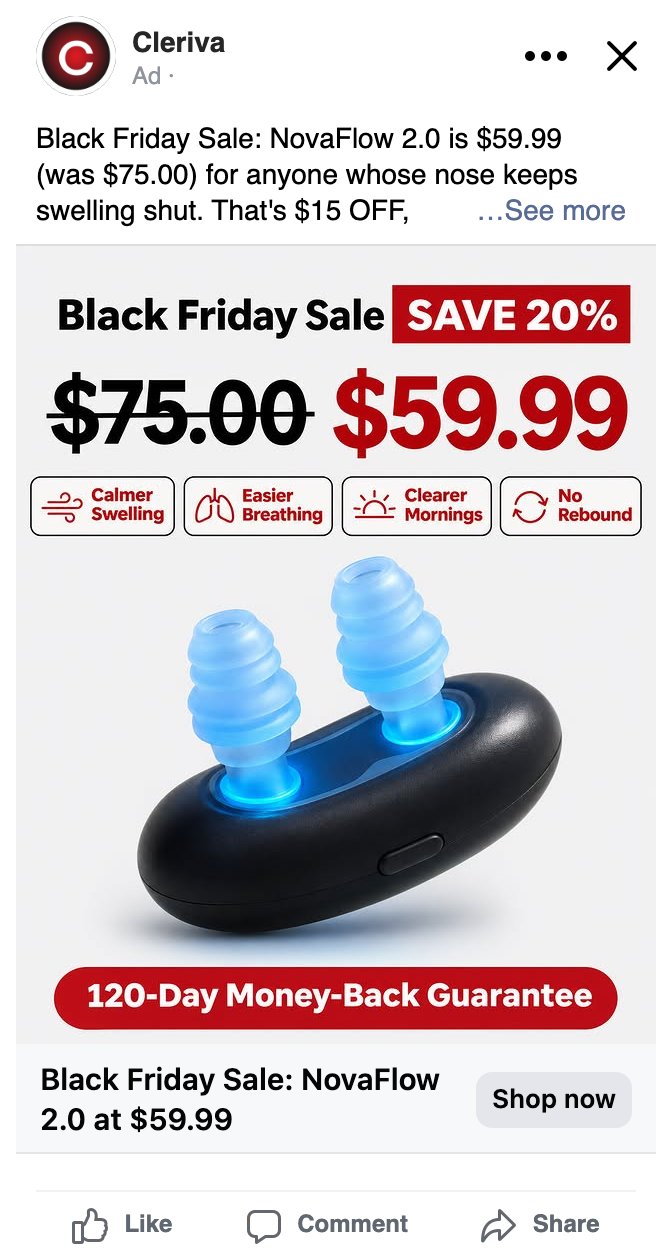 C
Cleriva
Ad ·
Black Friday Sale: NovaFlow 2.0 is $59.99
(was $75.00) for anyone whose nose keeps
swelling shut. That's $15 OFF, ...See more
Black Friday Sale SAVE 20%
$75.00 $59.99
Calmer
Swelling
Easier
Breathing
Clearer
Mornings
No
Rebound
120-Day Money-Back Guarantee
Black Friday Sale: NovaFlow
2.0 at $59.99
Shop now
Like Comment Share